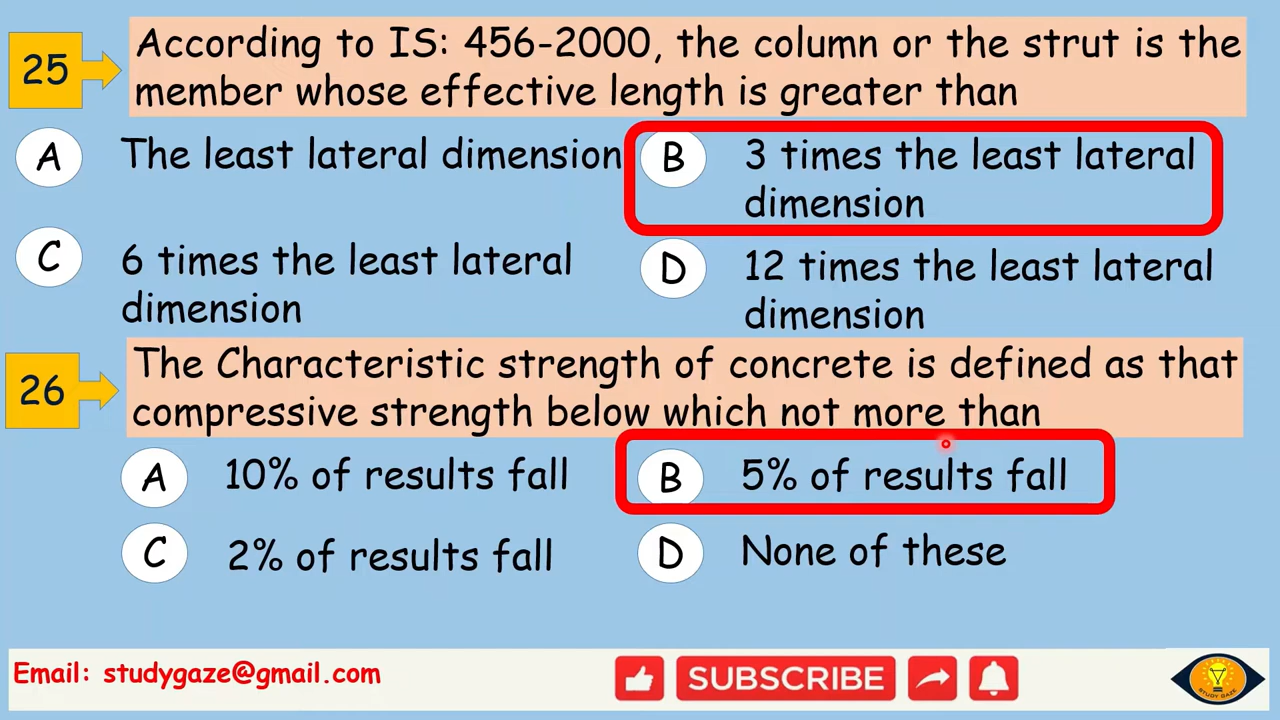 25
According to IS: 456-2000, the column or the strut is the
member whose effective length is greater than
A
The least lateral dimension
B
3 times the least lateral
dimension
C
6 times the least lateral
dimension
D
12 times the least lateral
dimension
26
The Characteristic strength of concrete is defined as that
compressive strength below which not more than
A
10% of results fall
B
5% of results fall
C
2% of results fall
D
None of these
Email: studygaze@gmail.com
SUBSCRIBE
STUDY GAZE